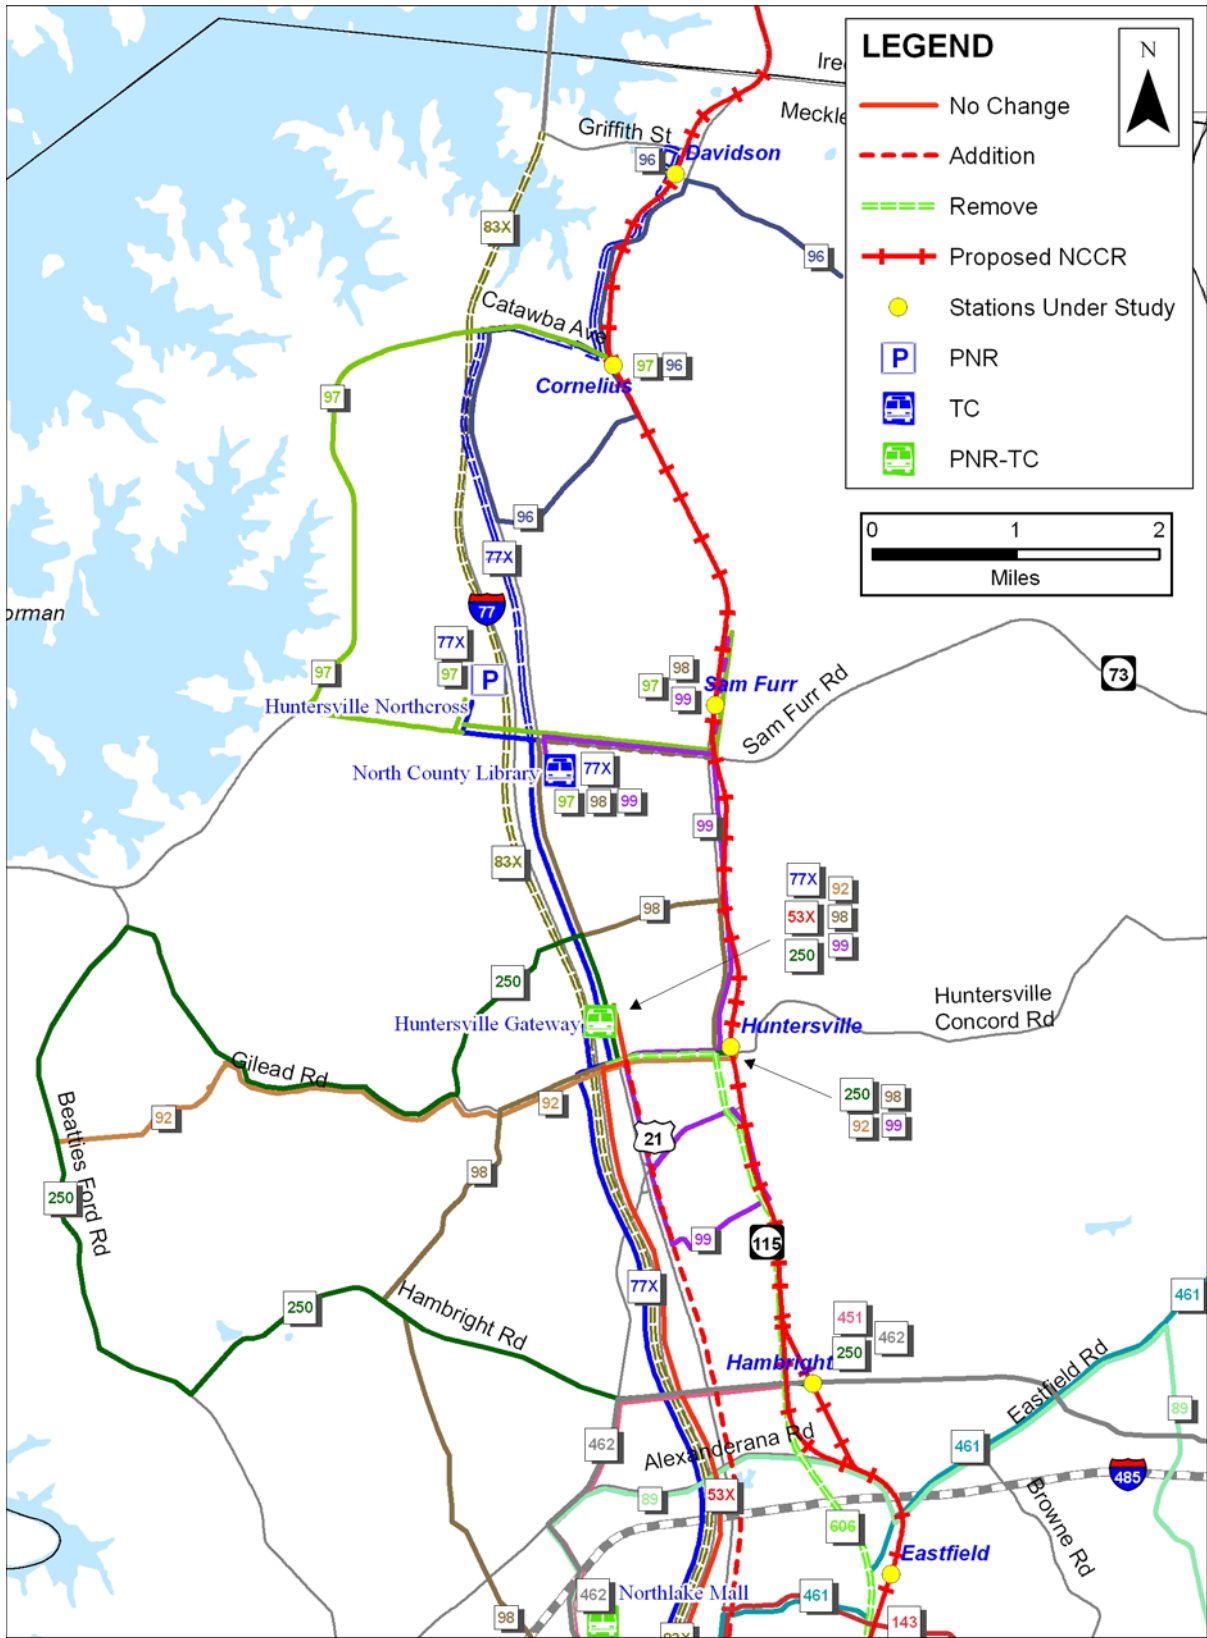 LEGEND
N
No Change
Addition
Remove
Proposed NCCR
Stations Under Study
P
PNR
TC
PNR-TC
0 1 2
Miles
Ired
Meckle
Griffith St
96
Davidson
83X
96
Catawba Ave
97 96
Cornelius
97
96
77X
77
orman
77X
97
P
97
98
97
99
Sam Furr
Sam Furr Rd
73
Huntersville Northcross
North County Library
77X
97 98 99
99
83X
98
77X 92
53X 98
250 99
250
Huntersville Gateway
Huntersville
Huntersville
Concord Rd
Gilead Rd
92
92
250 98
92 99
Beatties Ford Rd
21
98
250
99
115
77X
250
Hambright Rd
461
451
462
250
Hambright
Eastfield Rd
89
462
Alexanderana Rd
461
485
89
53X
Browne Rd
606
Eastfield
462
Northlake Mall
461
98
83X
143